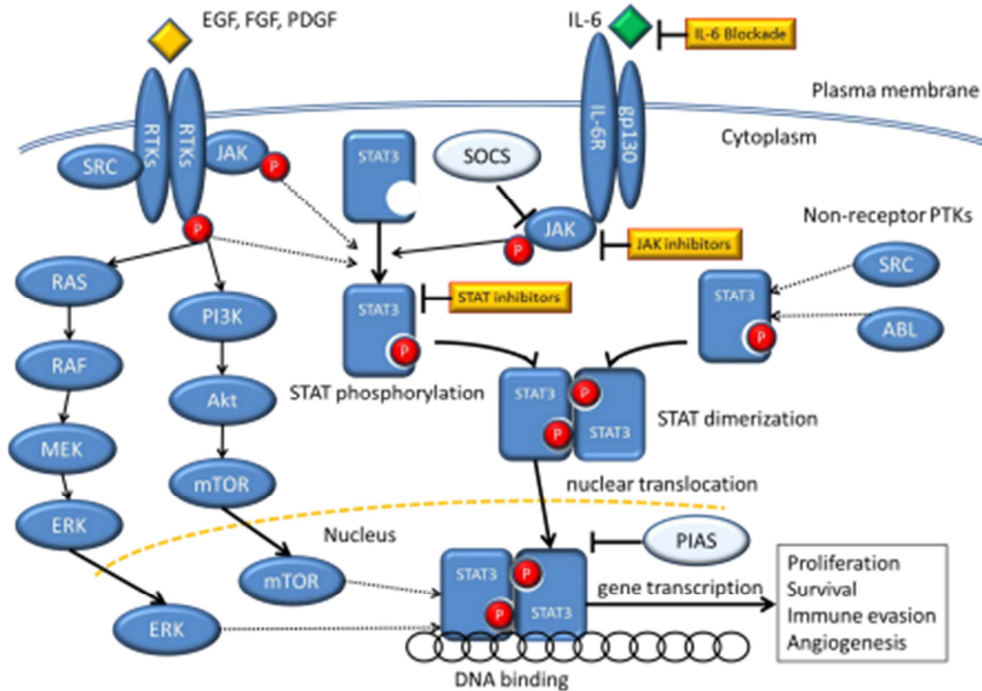 EGF, FGF, PDGF
IL-6
IL-6 Blockade
Plasma membrane
RTKs
RTKs
IL-6R
gp130
Cytoplasm
SRC
JAK
P
STAT3
SOCS
JAK
P
Non-receptor PTKs
P
JAK inhibitors
SRC
RAS
PI3K
STAT3
STAT inhibitors
STAT3
ABL
P
P
RAF
STAT phosphorylation
Akt
STAT3
P
P
STAT3
STAT dimerization
MEK
mTOR
nuclear translocation
ERK
Nucleus
PIAS
mTOR
STAT3
P
P
STAT3
gene transcription
Proliferation
Survival
Immune evasion
Angiogenesis
ERK
DNA binding